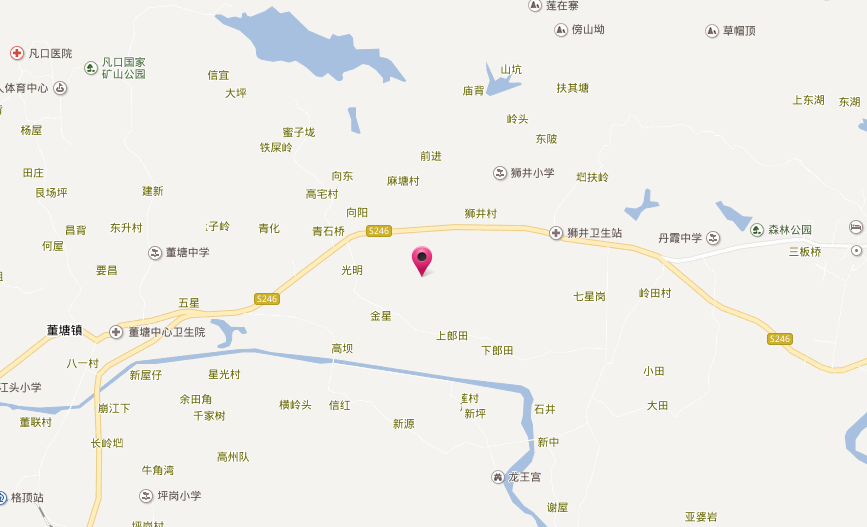 莲在寨
傍山坳
草帽顶
凡口医院
凡口国家
矿山公园
信宜
山坑
人体育中心
大坪
庙背
扶其塘
上东湖
东湖
背
杨屋
蜜子垅
岭头
东陂
铁屎岭
前进
田庄
向东
麻塘村
狮井小学
艮场坪
建新
高宅村
向阳
狮井村
昌背
东升村
子岭
青化
青石桥
S246
狮井卫生站
丹霞中学
森林公园
何屋
董塘中学
三板桥
要昌
光明
五星
S246
七星岗
岭田村
金星
董塘镇
董塘中心卫生院
上郎田
S246
高坝
下郎田
八一村
新屋仔
星光村
小田
江头小学
余田角
横岭头
信红
村
石井
大田
崩江下
千家树
新坪
董联村
新源
长岭
新中
高州队
牛角湾
龙王宫
格顶站
坪岗小学
谢屋
亚婆岩
坪岗村